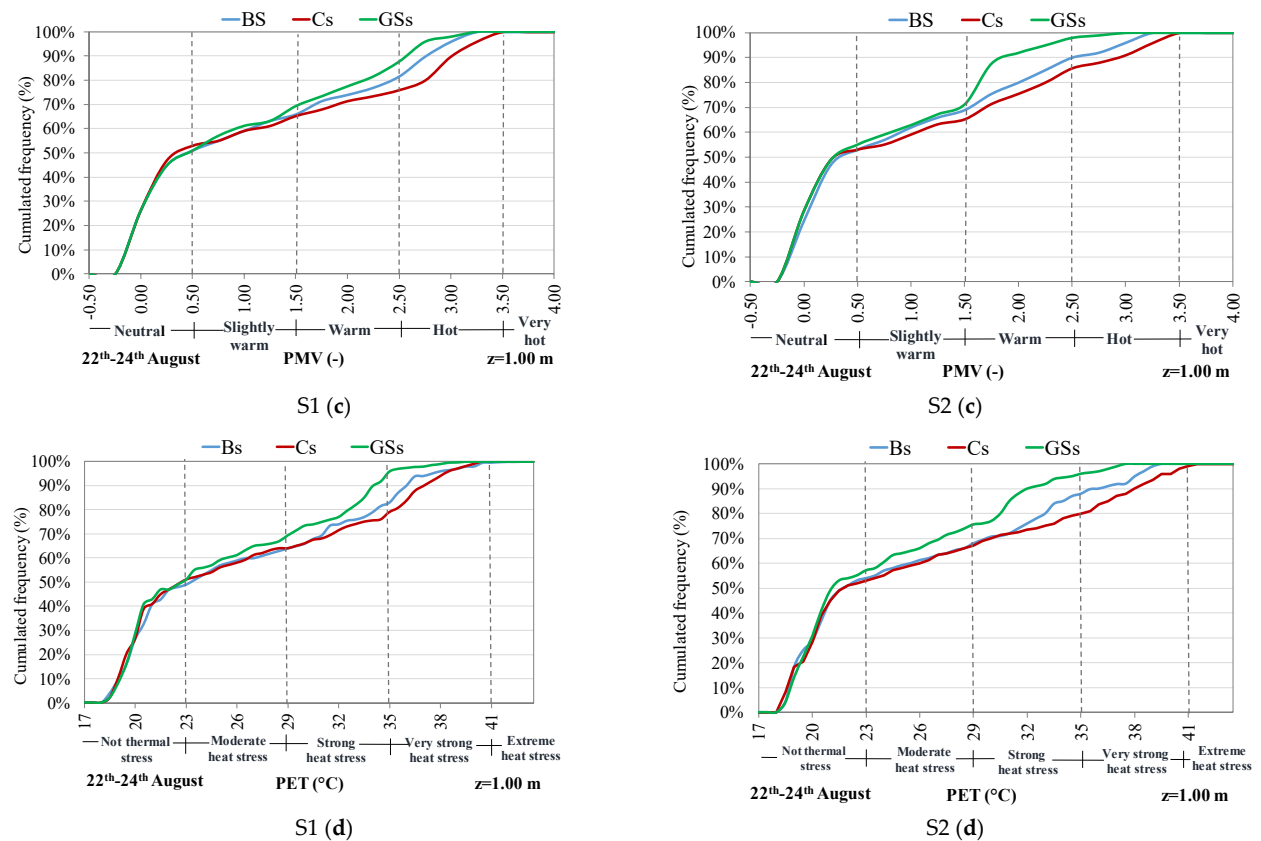 BS Cs GSs
Cumulated frequency (%)
100%
90%
80%
70%
60%
50%
40%
30%
20%
10%
0%
-0.50 0.00 0.50 1.00 1.50 2.00 2.50 3.00 3.50 4.00
Neutral Slightly warm Warm Hot Very hot
22th-24th August PMV (-) z=1.00 m
S1 (c)
BS Cs GSs
Cumulated frequency (%)
100%
90%
80%
70%
60%
50%
40%
30%
20%
10%
0%
-0.50 0.00 0.50 1.00 1.50 2.00 2.50 3.00 3.50 4.00
Neutral Slightly warm Warm Hot Very hot
22th-24th August PMV (-) z=1.00 m
S2 (c)
Bs Cs GSs
Cumulated frequency (%)
100%
90%
80%
70%
60%
50%
40%
30%
20%
10%
0%
17 20 23 26 29 32 35 38 41
Not thermal stress Moderate heat stress Strong heat stress Very strong heat stress Extreme heat stress
22th-24th August PET (°C) z=1.00 m
S1 (d)
Bs Cs GSs
Cumulated frequency (%)
100%
90%
80%
70%
60%
50%
40%
30%
20%
10%
0%
17 20 23 26 29 32 35 38 41
Not thermal stress Moderate heat stress Strong heat stress Very strong heat stress Extreme heat stress
22th-24th August PET (°C) z=1.00 m
S2 (d)